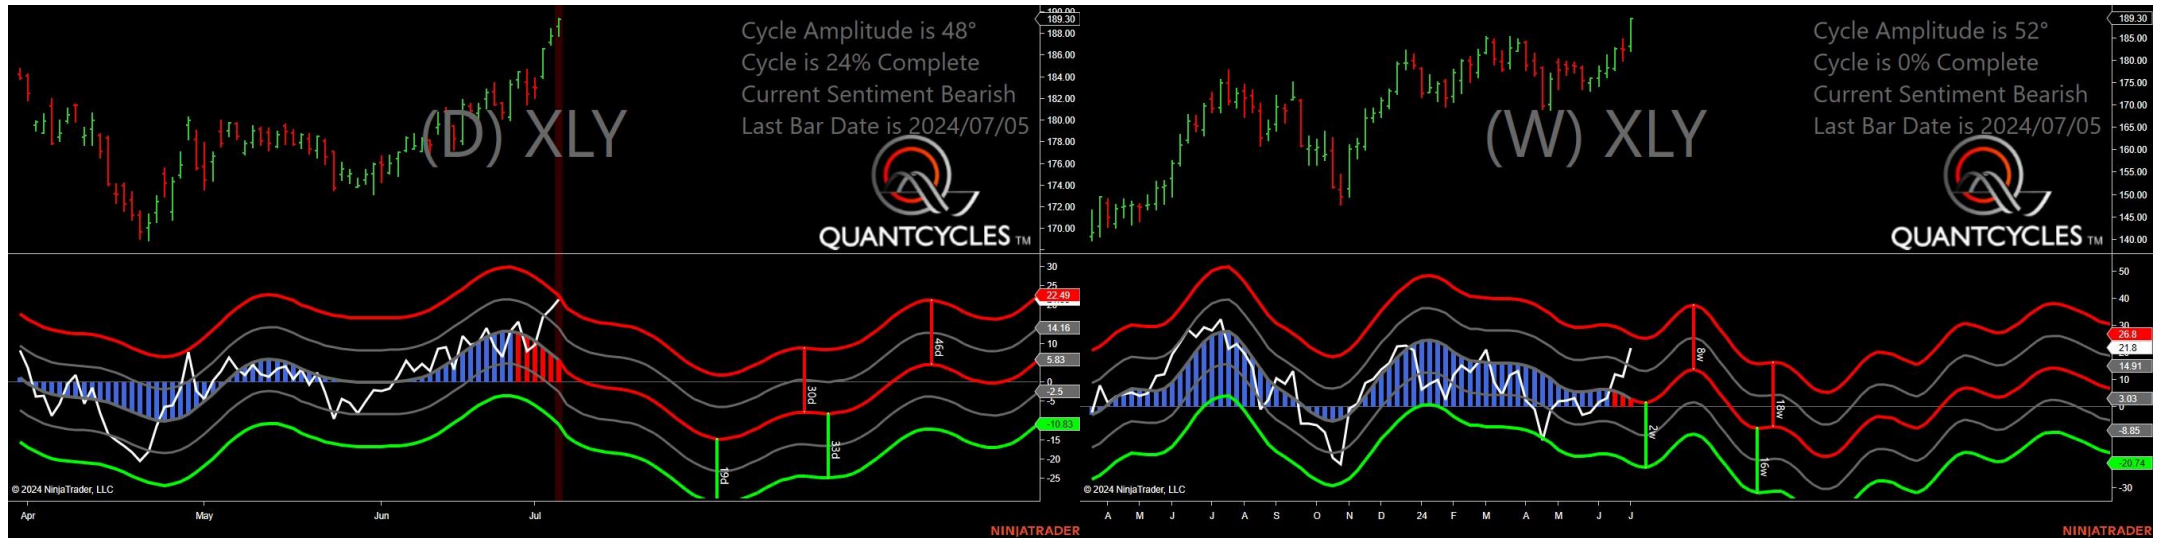 Cycle Amplitude is 48°
Cycle is 24% Complete
Current Sentiment Bearish
Last Bar Date is 2024/07/05
(D) XLY
QUANTCYCLES TM
190.00
189.30
188.00
186.00
184.00
182.00
180.00
178.00
176.00
174.00
172.00
170.00
30
25
22.49
14.16
10
5.83
0
-2.5
-5
-10.83
-15
-20
-25
19d
30d
33d
46d
© 2024 NinjaTrader, LLC
Apr May Jun Jul
NINJATRADER
Cycle Amplitude is 52°
Cycle is 0% Complete
Current Sentiment Bearish
Last Bar Date is 2024/07/05
(W) XLY
QUANTCYCLES TM
189.30
185.00
180.00
175.00
170.00
165.00
160.00
155.00
150.00
145.00
140.00
50
40
30
26.8
21.8
14.91
10
3.03
0
-8.85
-20.74
-30
2w
8w
16w
18w
© 2024 NinjaTrader, LLC
A M J J A S O N D 24 F M A M J J
NINJATRADER